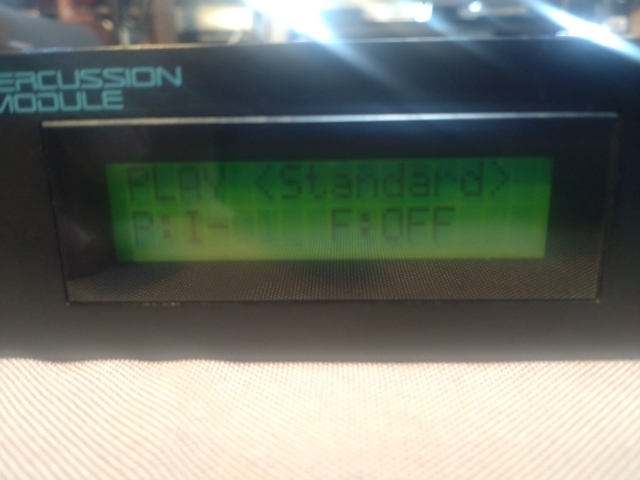 ERCUSSION
MODULE
PLAY <Standard>
P:I- F:OFF